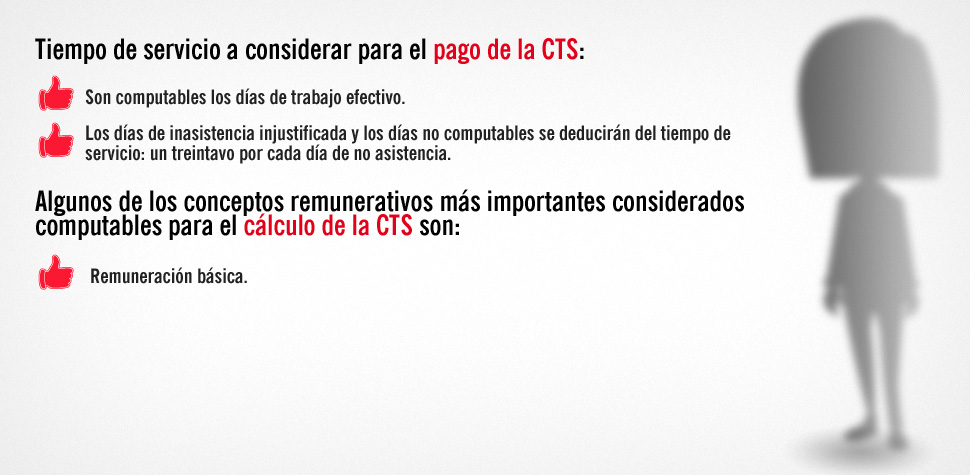 Tiempo de servicio a considerar para el pago de la CTS:
Son computables los días de trabajo efectivo.
Los días de inasistencia injustificada y los días no computables se deducirán del tiempo de
servicio: un treintavo por cada día de no asistencia.
Algunos de los conceptos remunerativos más importantes considerados
computables para el cálculo de la CTS son:
Remuneración básica.